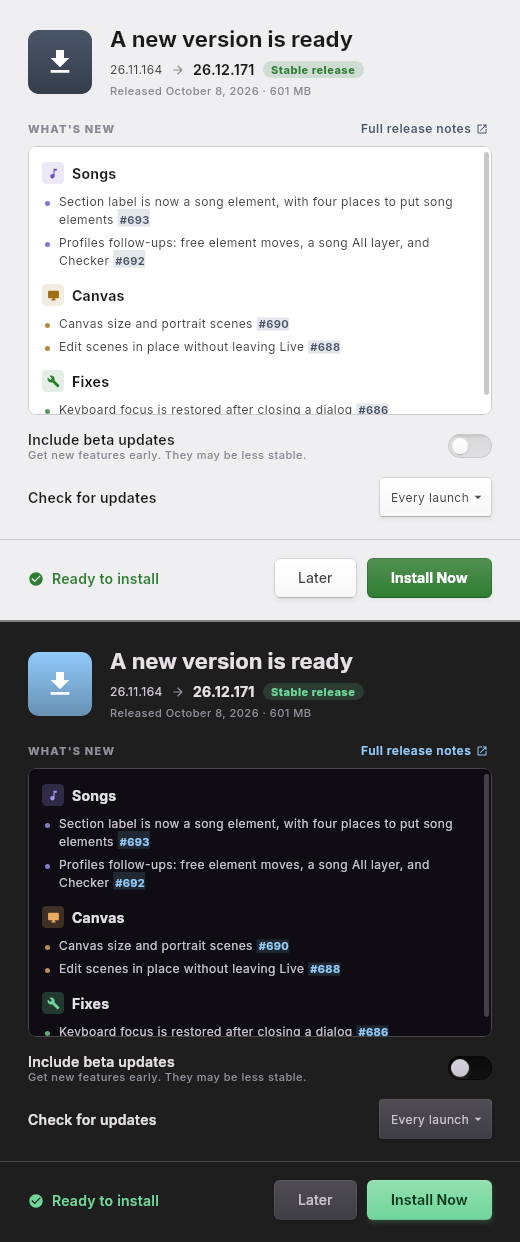 A new version is ready
26.11.164 → 26.12.171 Stable release
Released October 8, 2026 · 601 MB
WHAT'S NEW Full release notes
Songs
Section label is now a song element, with four places to put song
elements #693
Profiles follow-ups: free element moves, a song All layer, and
Checker #692
Canvas
Canvas size and portrait scenes #690
Edit scenes in place without leaving Live #688
Fixes
Keyboard focus is restored after closing a dialog #686
Include beta updates
Get new features early. They may be less stable.
Check for updates Every launch
Ready to install Later Install Now
A new version is ready
26.11.164 → 26.12.171 Stable release
Released October 8, 2026 · 601 MB
WHAT'S NEW Full release notes
Songs
Section label is now a song element, with four places to put song
elements #693
Profiles follow-ups: free element moves, a song All layer, and
Checker #692
Canvas
Canvas size and portrait scenes #690
Edit scenes in place without leaving Live #688
Fixes
Keyboard focus is restored after closing a dialog #686
Include beta updates
Get new features early. They may be less stable.
Check for updates Every launch
Ready to install Later Install Now